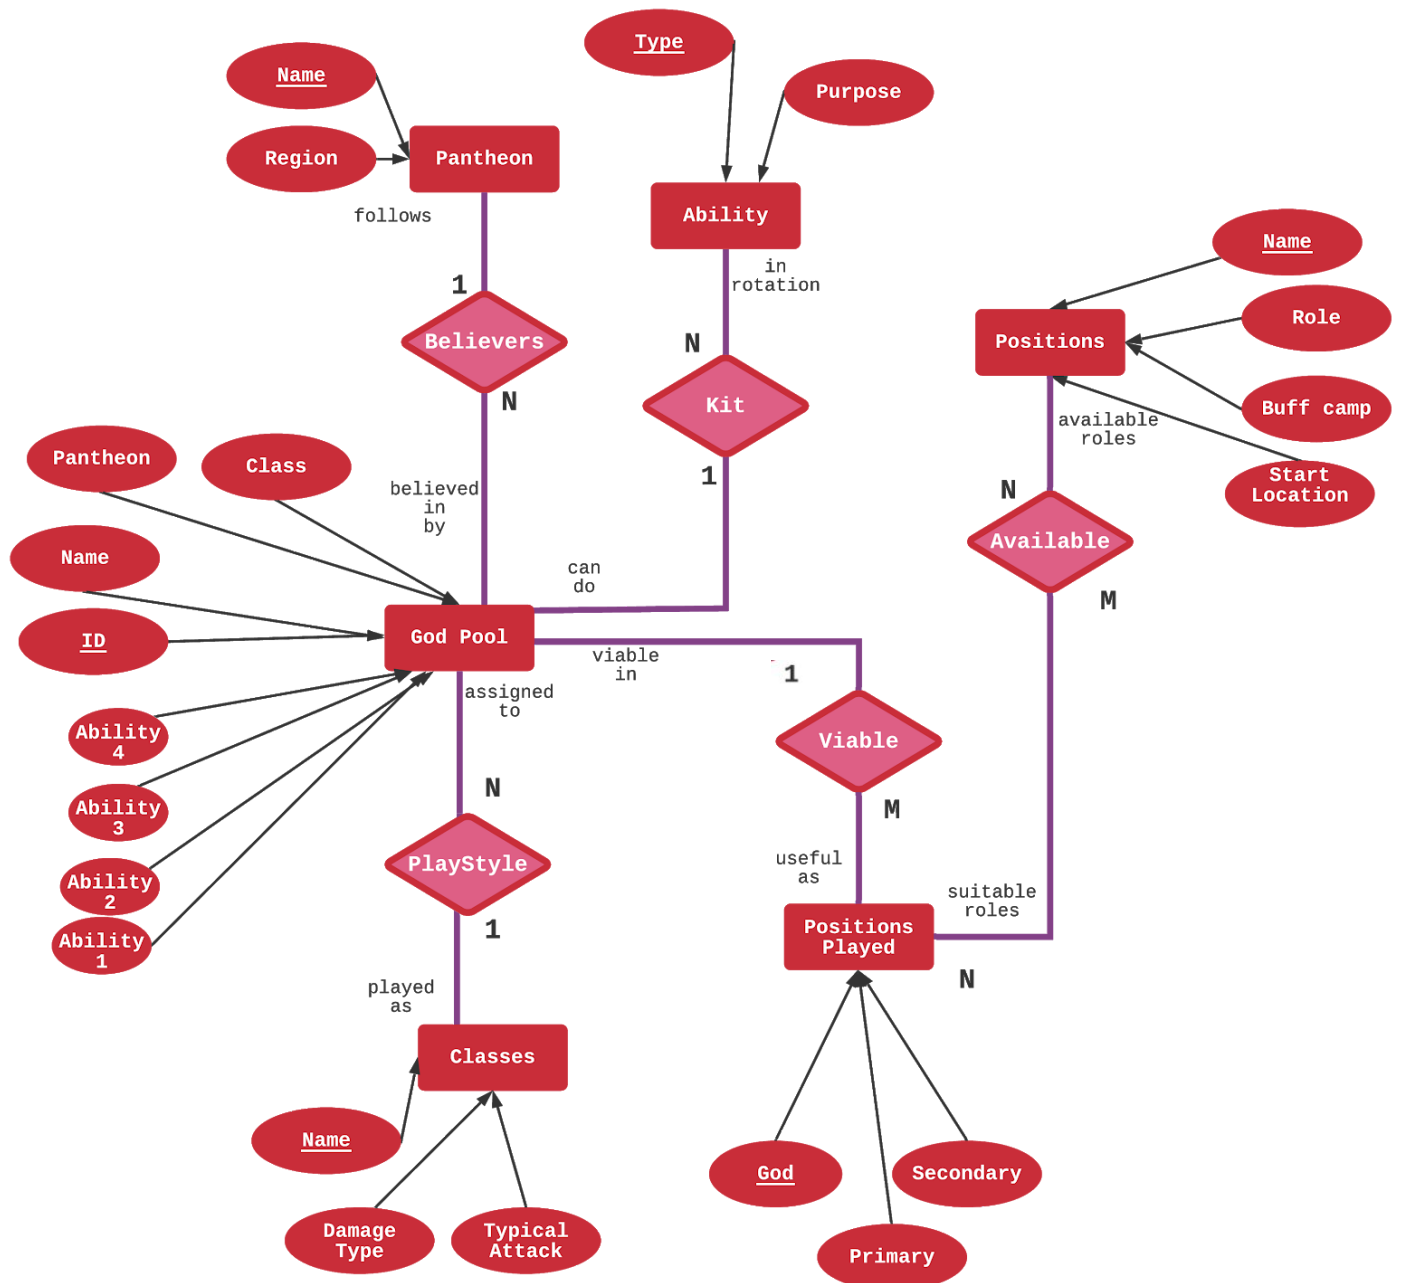 Type
Name
Purpose
Region
Pantheon
Ability
follows
in
rotation
Name
1
Role
Positions
Believers
N
Kit
N
Buff camp
available
roles
Pantheon
Class
1
Start
Location
believed
in
by
N
Available
Name
can
do
M
ID
God Pool
viable
in
1
assigned
to
Ability
4
Viable
N
Ability
3
M
PlayStyle
useful
as
Ability
2
suitable
roles
1
Positions
Played
Ability
1
N
played
as
Classes
Name
God
Secondary
Damage
Type
Typical
Attack
Primary